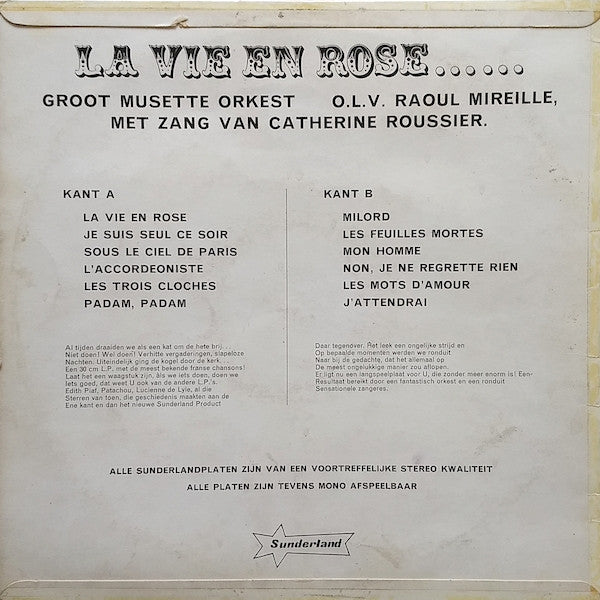 LA VIE EN ROSE......
GROOT MUSETTE ORKEST O.L.V. RAOUL MIREILLE,
MET ZANG VAN CATHERINE ROUSSIER.
KANT A
LA VIE EN ROSE
JE SUIS SEUL CE SOIR
SOUS LE CIEL DE PARIS
L'ACCORDEONISTE
LES TROIS CLOCHES
PADAM, PADAM
Al tijden draaiden we als een kat om de hete brij...
Niet doen! Wel doen! Verhitte vergaderingen, slapeloze
Nachten. Uiteindelijk ging de kogel door de kerk...
Een 30 cm L.P. met de meest bekende franse chansons!
Laat het een waagstuk zijn, als we iets doen, doen we
Iets goed, dat weet U ook van de andere L.P.'s.
Edith Piaf, Patachou, Lucienne de Lyle, al die
Sterren van toen, die geschiedenis maakten aan de
Ene kant en dan het nieuwe Sunderland Product
KANT B
MILORD
LES FEUILLES MORTES
MON HOMME
NON, JE NE REGRETTE RIEN
LES MOTS D'AMOUR
J'ATTENDRAI
Daar tegenover. Het leek een ongelijke strijd en
Op bepaalde momenten werden we ronduit
Naar bij de gedachte, dat het allemaal op
De meest ongelukkige manier zou aflopen.
Er ligt nu een langspeelplaat voor U, die zonder meer enorm is! Een-
Resultaat bereikt door een fantastisch orkest en een ronduit
Sensationele zangeres.
ALLE SUNDERLANDPLATEN ZIJN VAN EEN VOORTREFFELIJKE STEREO KWALITEIT
ALLE PLATEN ZIJN TEVENS MONO AFSPEELBAAR
Sunderland